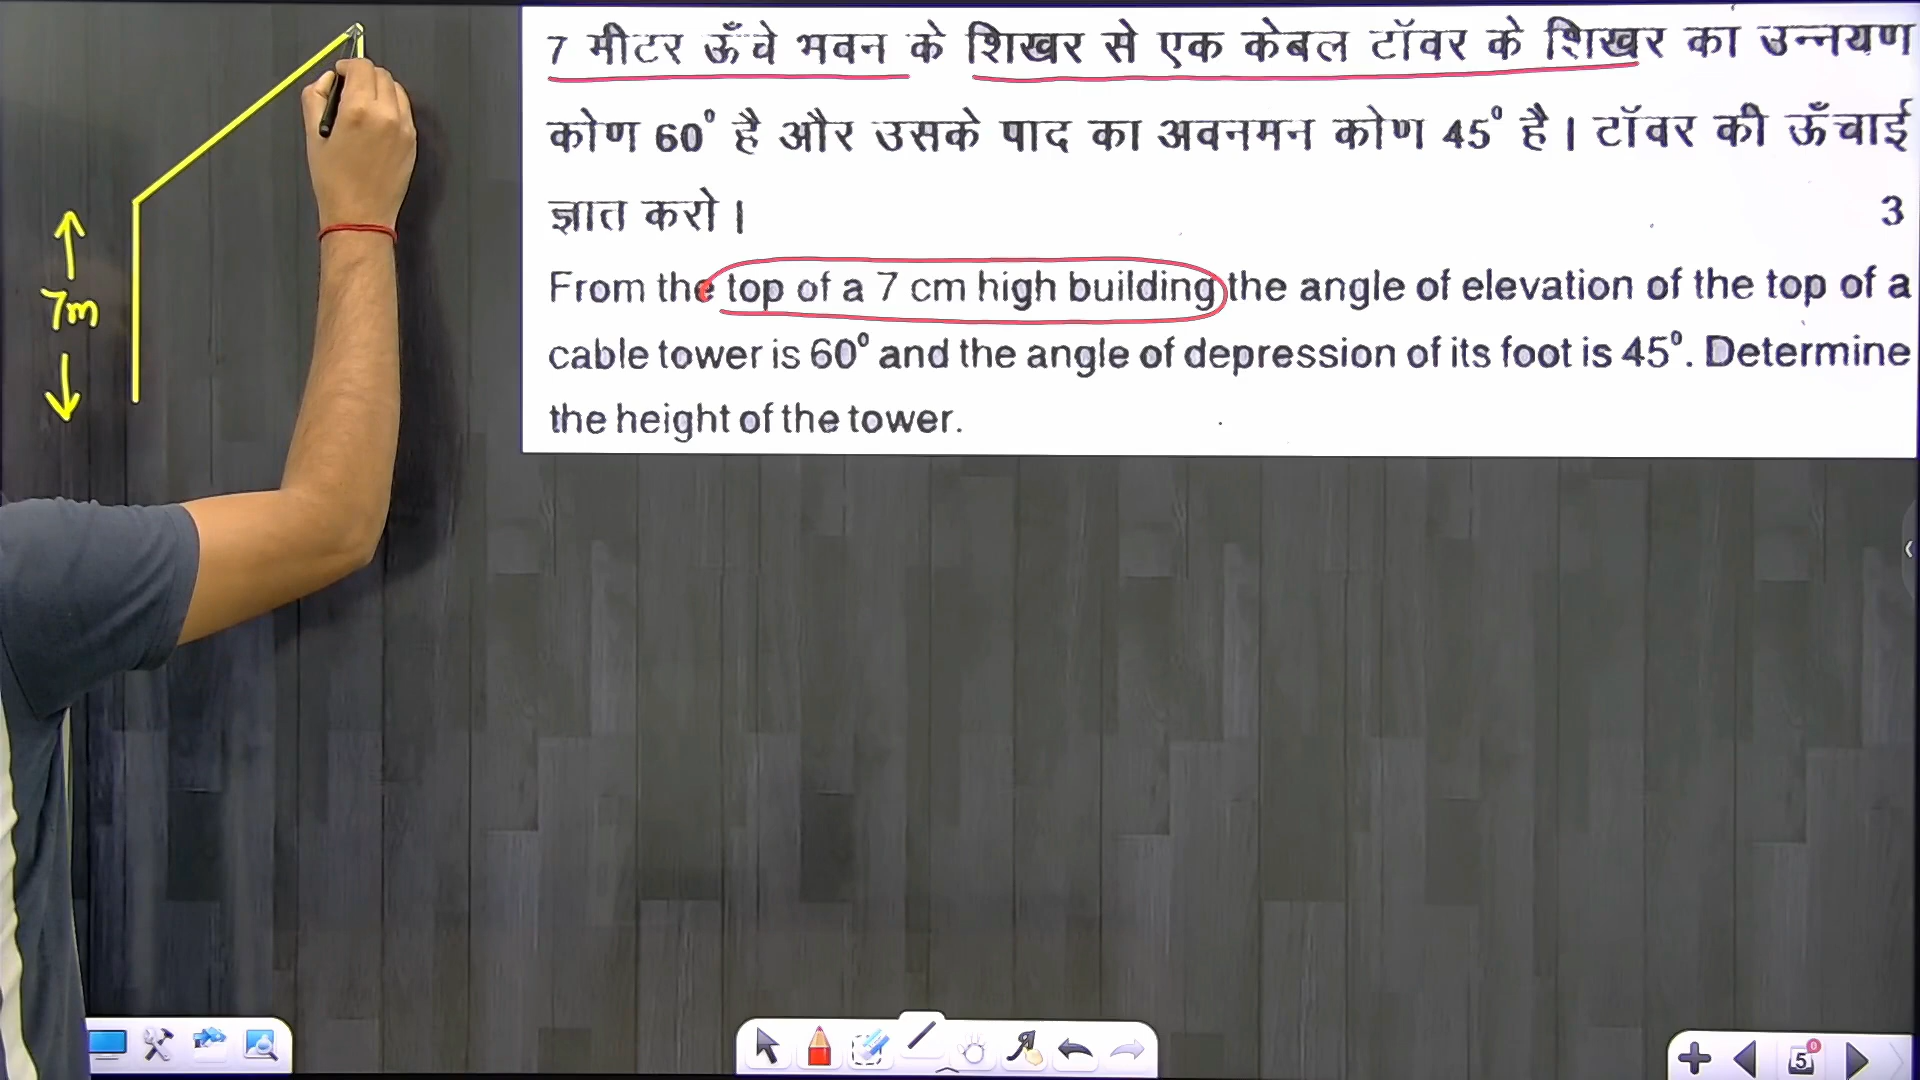 7 मीटर ऊँचे भवन के शिखर से एक केबल टॉवर के शिखर का उन्नयण
कोण 60° है और उसके पाद का अवनमन कोण 45° है। टॉवर की ऊँचाई
ज्ञात करो। 3
From the top of a 7 cm high building the angle of elevation of the top of a
cable tower is 60° and the angle of depression of its foot is 45°. Determine
the height of the tower.
7m
5
0